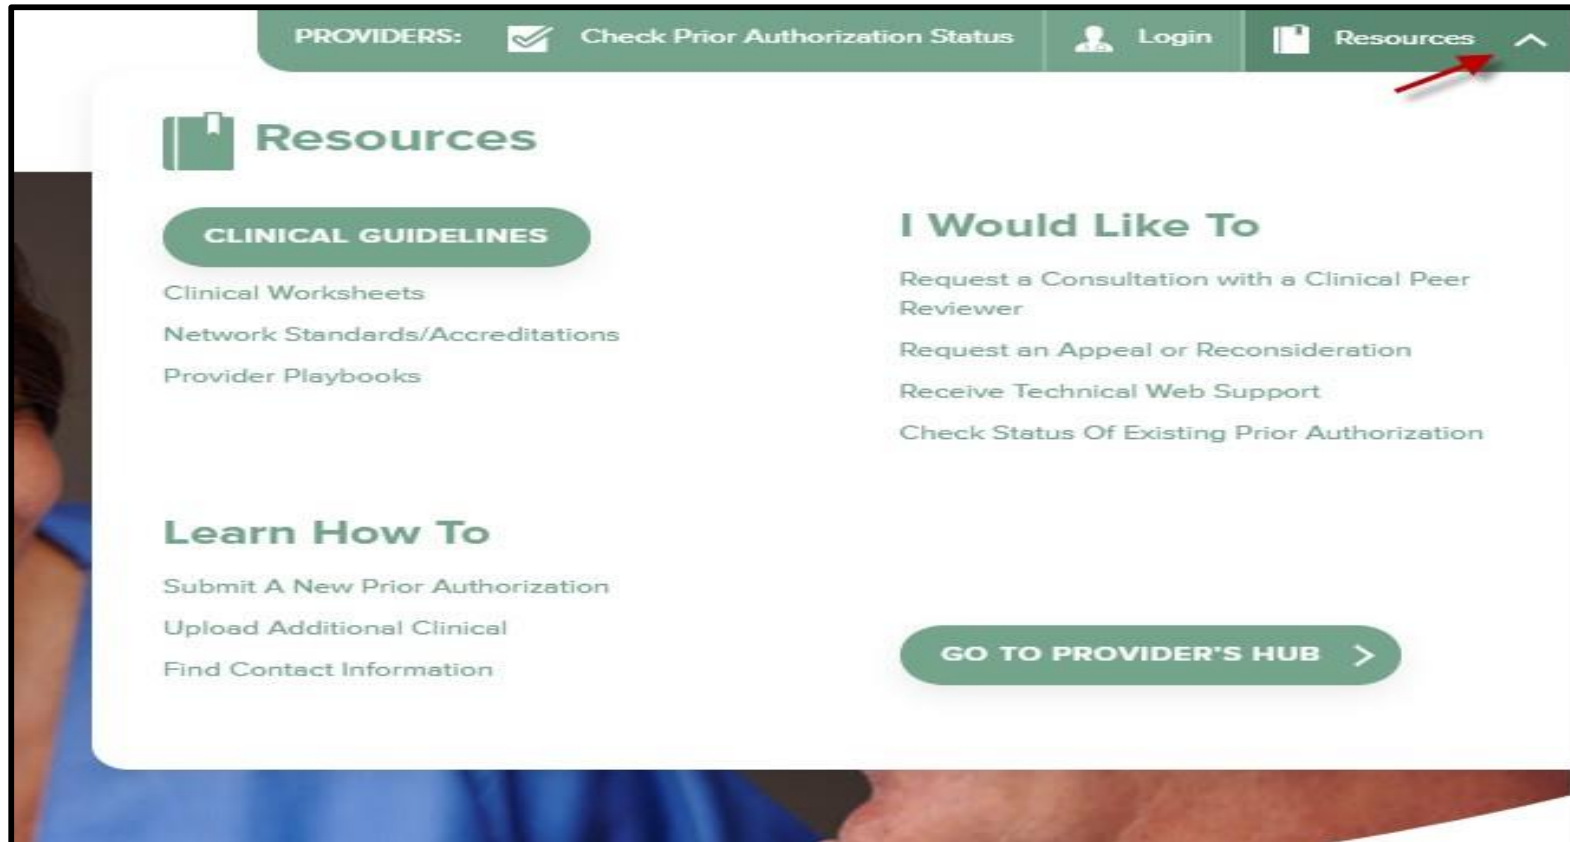 PROVIDERS: Check Prior Authorization Status Login Resources
Resources
CLINICAL GUIDELINES
Clinical Worksheets
Network Standards/Accreditations
Provider Playbooks
I Would Like To
Request a Consultation with a Clinical Peer
Reviewer
Request an Appeal or Reconsideration
Receive Technical Web Support
Check Status Of Existing Prior Authorization
Learn How To
Submit A New Prior Authorization
Upload Additional Clinical
Find Contact Information
GO TO PROVIDER'S HUB